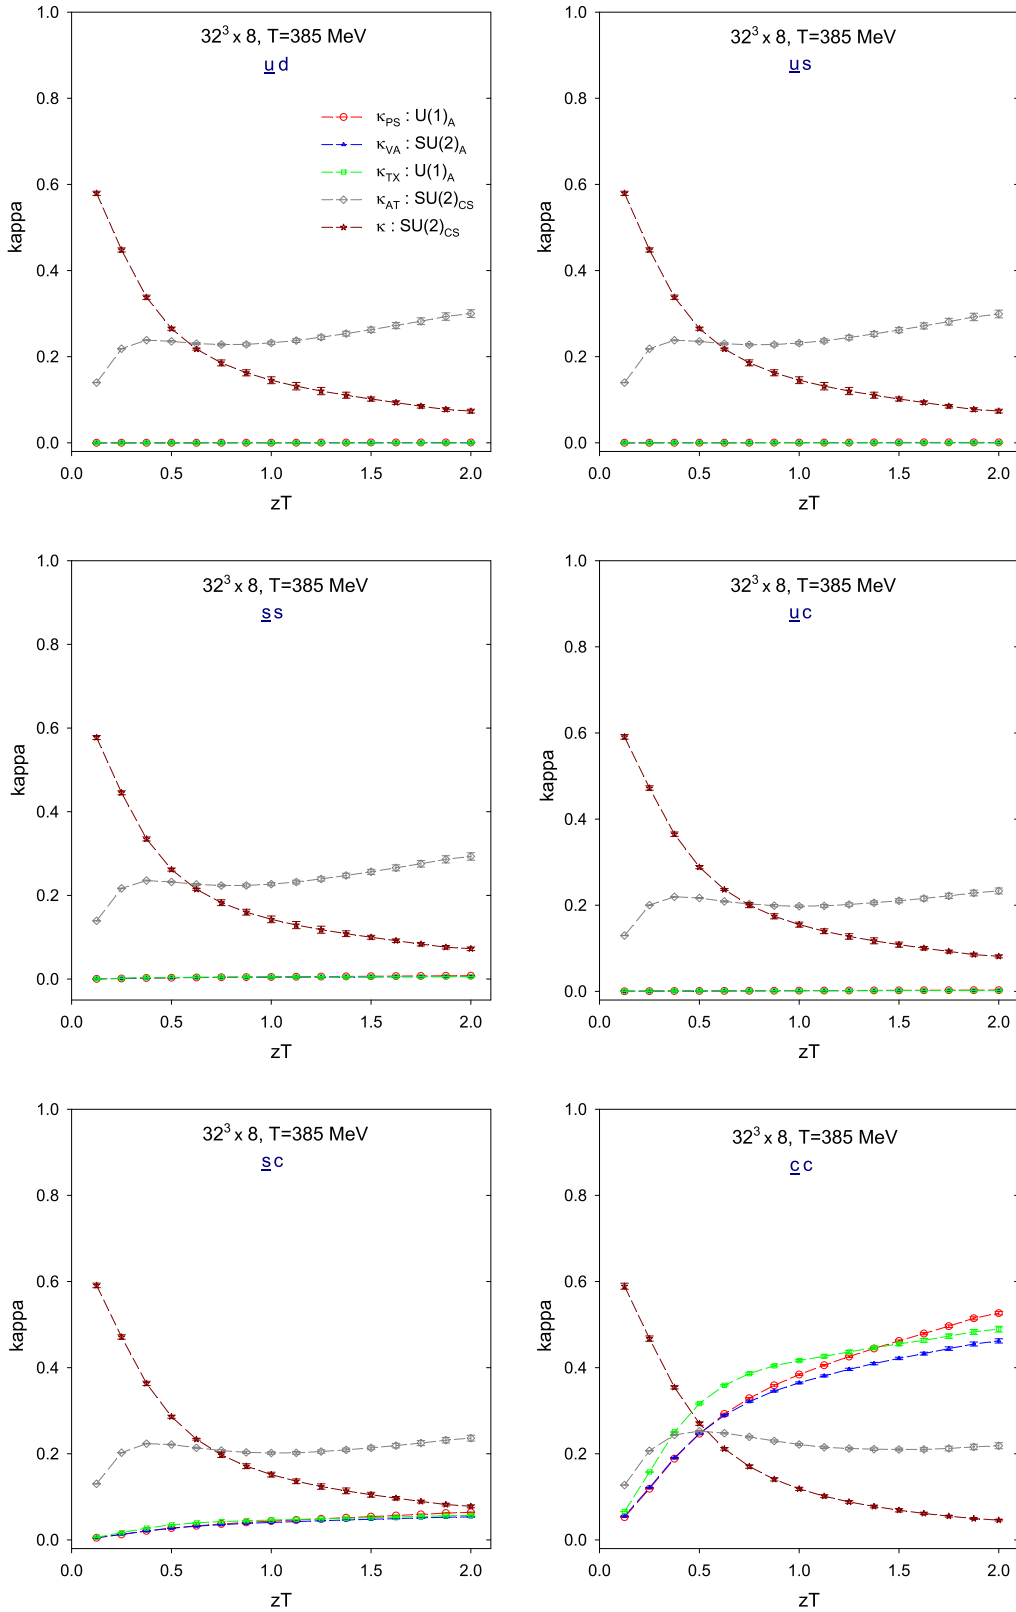 32³ x 8, T=385 MeV
u d
κPS : U(1)A
κVA : SU(2)A
κTX : U(1)A
κAT : SU(2)CS
κ : SU(2)CS
kappa
1.0
0.8
0.6
0.4
0.2
0.0
0.0 0.5 1.0 1.5 2.0
zT
32³ x 8, T=385 MeV
u s
kappa
1.0
0.8
0.6
0.4
0.2
0.0
0.0 0.5 1.0 1.5 2.0
zT
32³ x 8, T=385 MeV
s s
kappa
1.0
0.8
0.6
0.4
0.2
0.0
0.0 0.5 1.0 1.5 2.0
zT
32³ x 8, T=385 MeV
u c
kappa
1.0
0.8
0.6
0.4
0.2
0.0
0.0 0.5 1.0 1.5 2.0
zT
32³ x 8, T=385 MeV
s c
kappa
1.0
0.8
0.6
0.4
0.2
0.0
0.0 0.5 1.0 1.5 2.0
zT
32³ x 8, T=385 MeV
c c
kappa
1.0
0.8
0.6
0.4
0.2
0.0
0.0 0.5 1.0 1.5 2.0
zT